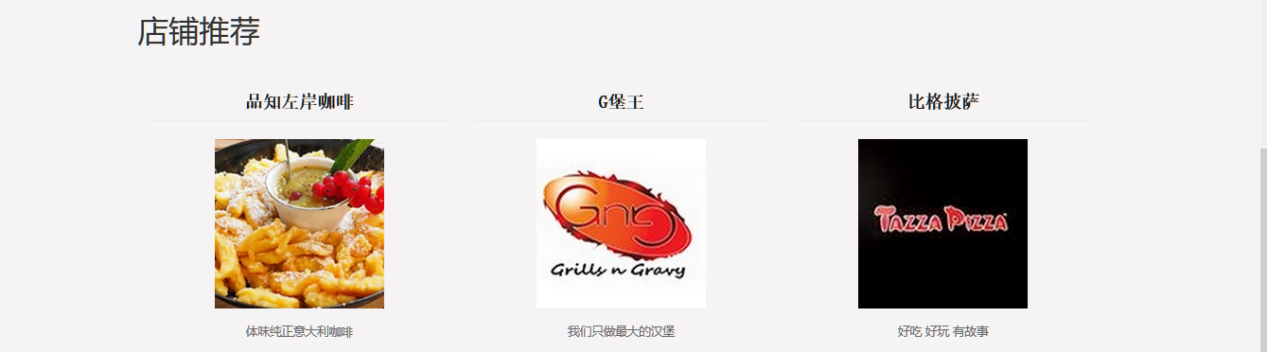 店铺推荐
品知左岸咖啡
G堡王
比格披萨
GnG
Grills n Gravy
TAZZA PIZZA
体味纯正意大利咖啡
我们只做最大的汉堡
好吃 好玩 有故事